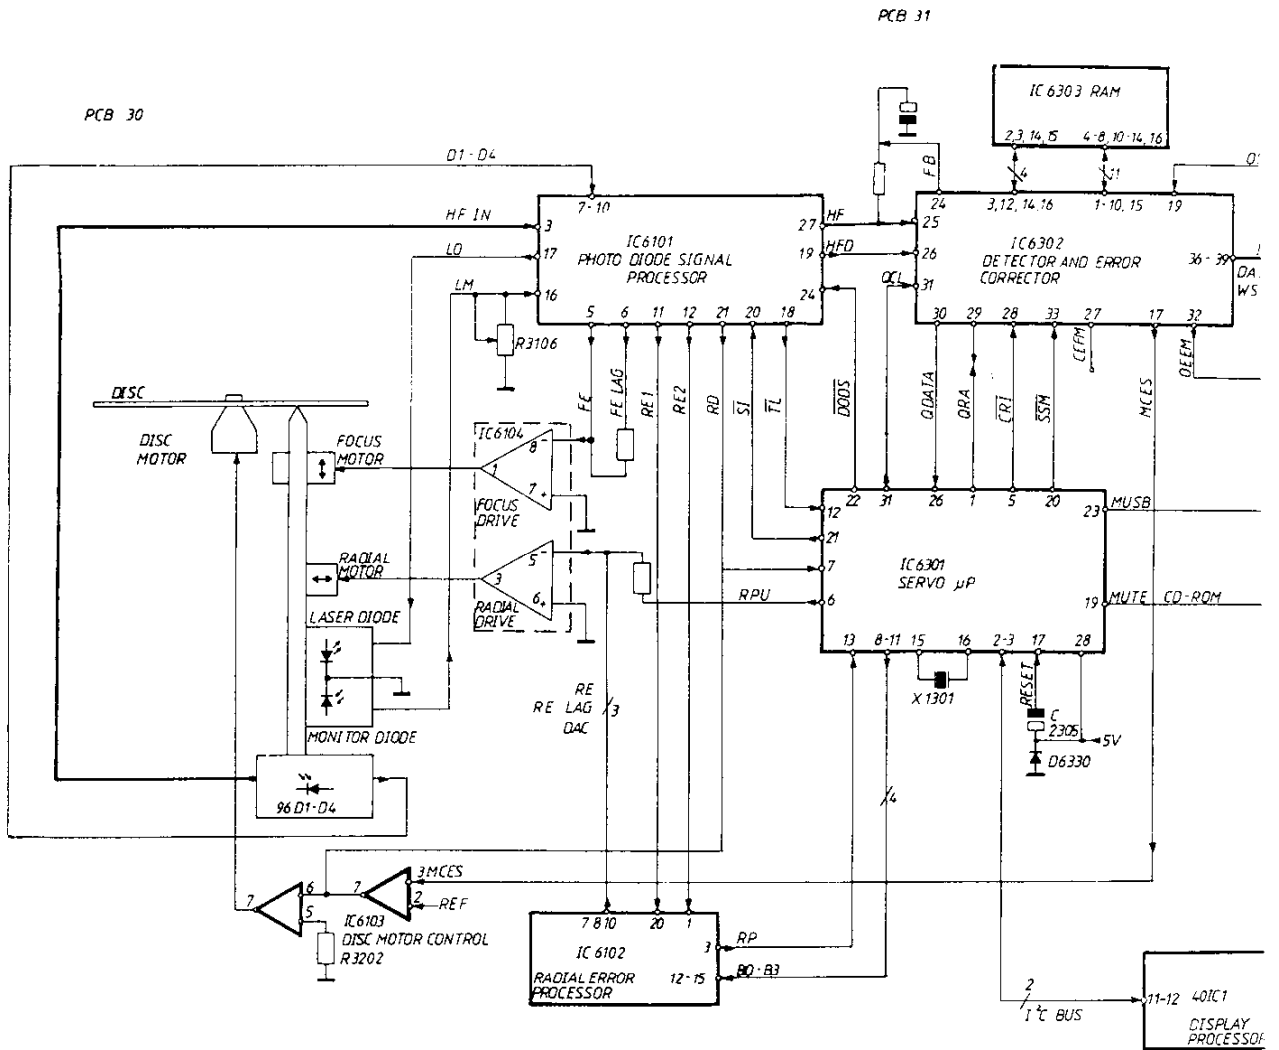 PCB 31
PCB 30
IC6303 RAM
2,3,14,15 4-8,10-14,16
4 11
D1-D4
FB
7-10
24 3,12,14,16 1-10,15 19
HF IN 3 27 HF 25
IC6101
PHOTO DIODE SIGNAL
PROCESSOR
IC6302
DETECTOR AND ERROR
CORRECTOR
LO 17 19 HFD 26
36-39
DA
WS
QCL 31
LM 16 24
5 6 11 12 21 20 18
30 29 28 33 27 17 32
R3106
FE
FE LAG
RE1
RE2
RD
SI
TL
DODS
QDATA
QRA
CRI
SSM
CEFM
MCES
DEEM
DISC
DISC
MOTOR
FOCUS
MOTOR
IC6104
8 -
1
7 +
FOCUS
DRIVE
22 31 26 1 5 20
12
21
7
6
23 MUSB
19 MUTE CD-ROM
IC6301
SERVO µP
RADIAL
MOTOR
5 -
3
6 +
RADIAL
DRIVE
RPU
LASER DIODE
13 8-11 15 16 2-3 17 28
X1301
RESET
C
2305
5V
D6330
RE
RE LAG
DAC
3
MONITOR DIODE
96 D1-D4
4
7 6
5
7 3 MCES
2 REF
IC6103
DISC MOTOR CONTROL
R3202
7 8 10 20 1
IC 6102
RADIAL ERROR
PROCESSOR
3 RP
12-15 B0-B3
2
I²C BUS
11-12 40IC1
DISPLAY
PROCESSOR